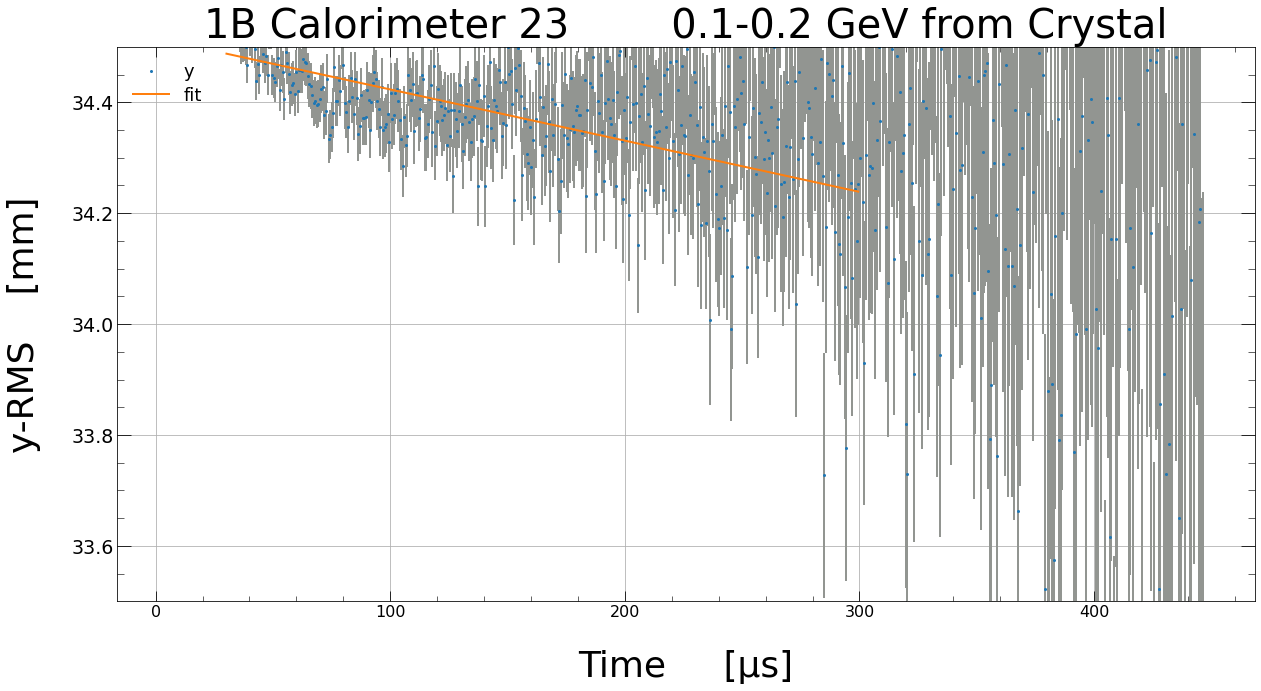 1B Calorimeter 23 0.1-0.2 GeV from Crystal
y
fit
34.4
34.2
34.0
33.8
33.6
y-RMS [mm]
0 100 200 300 400
Time [µs]